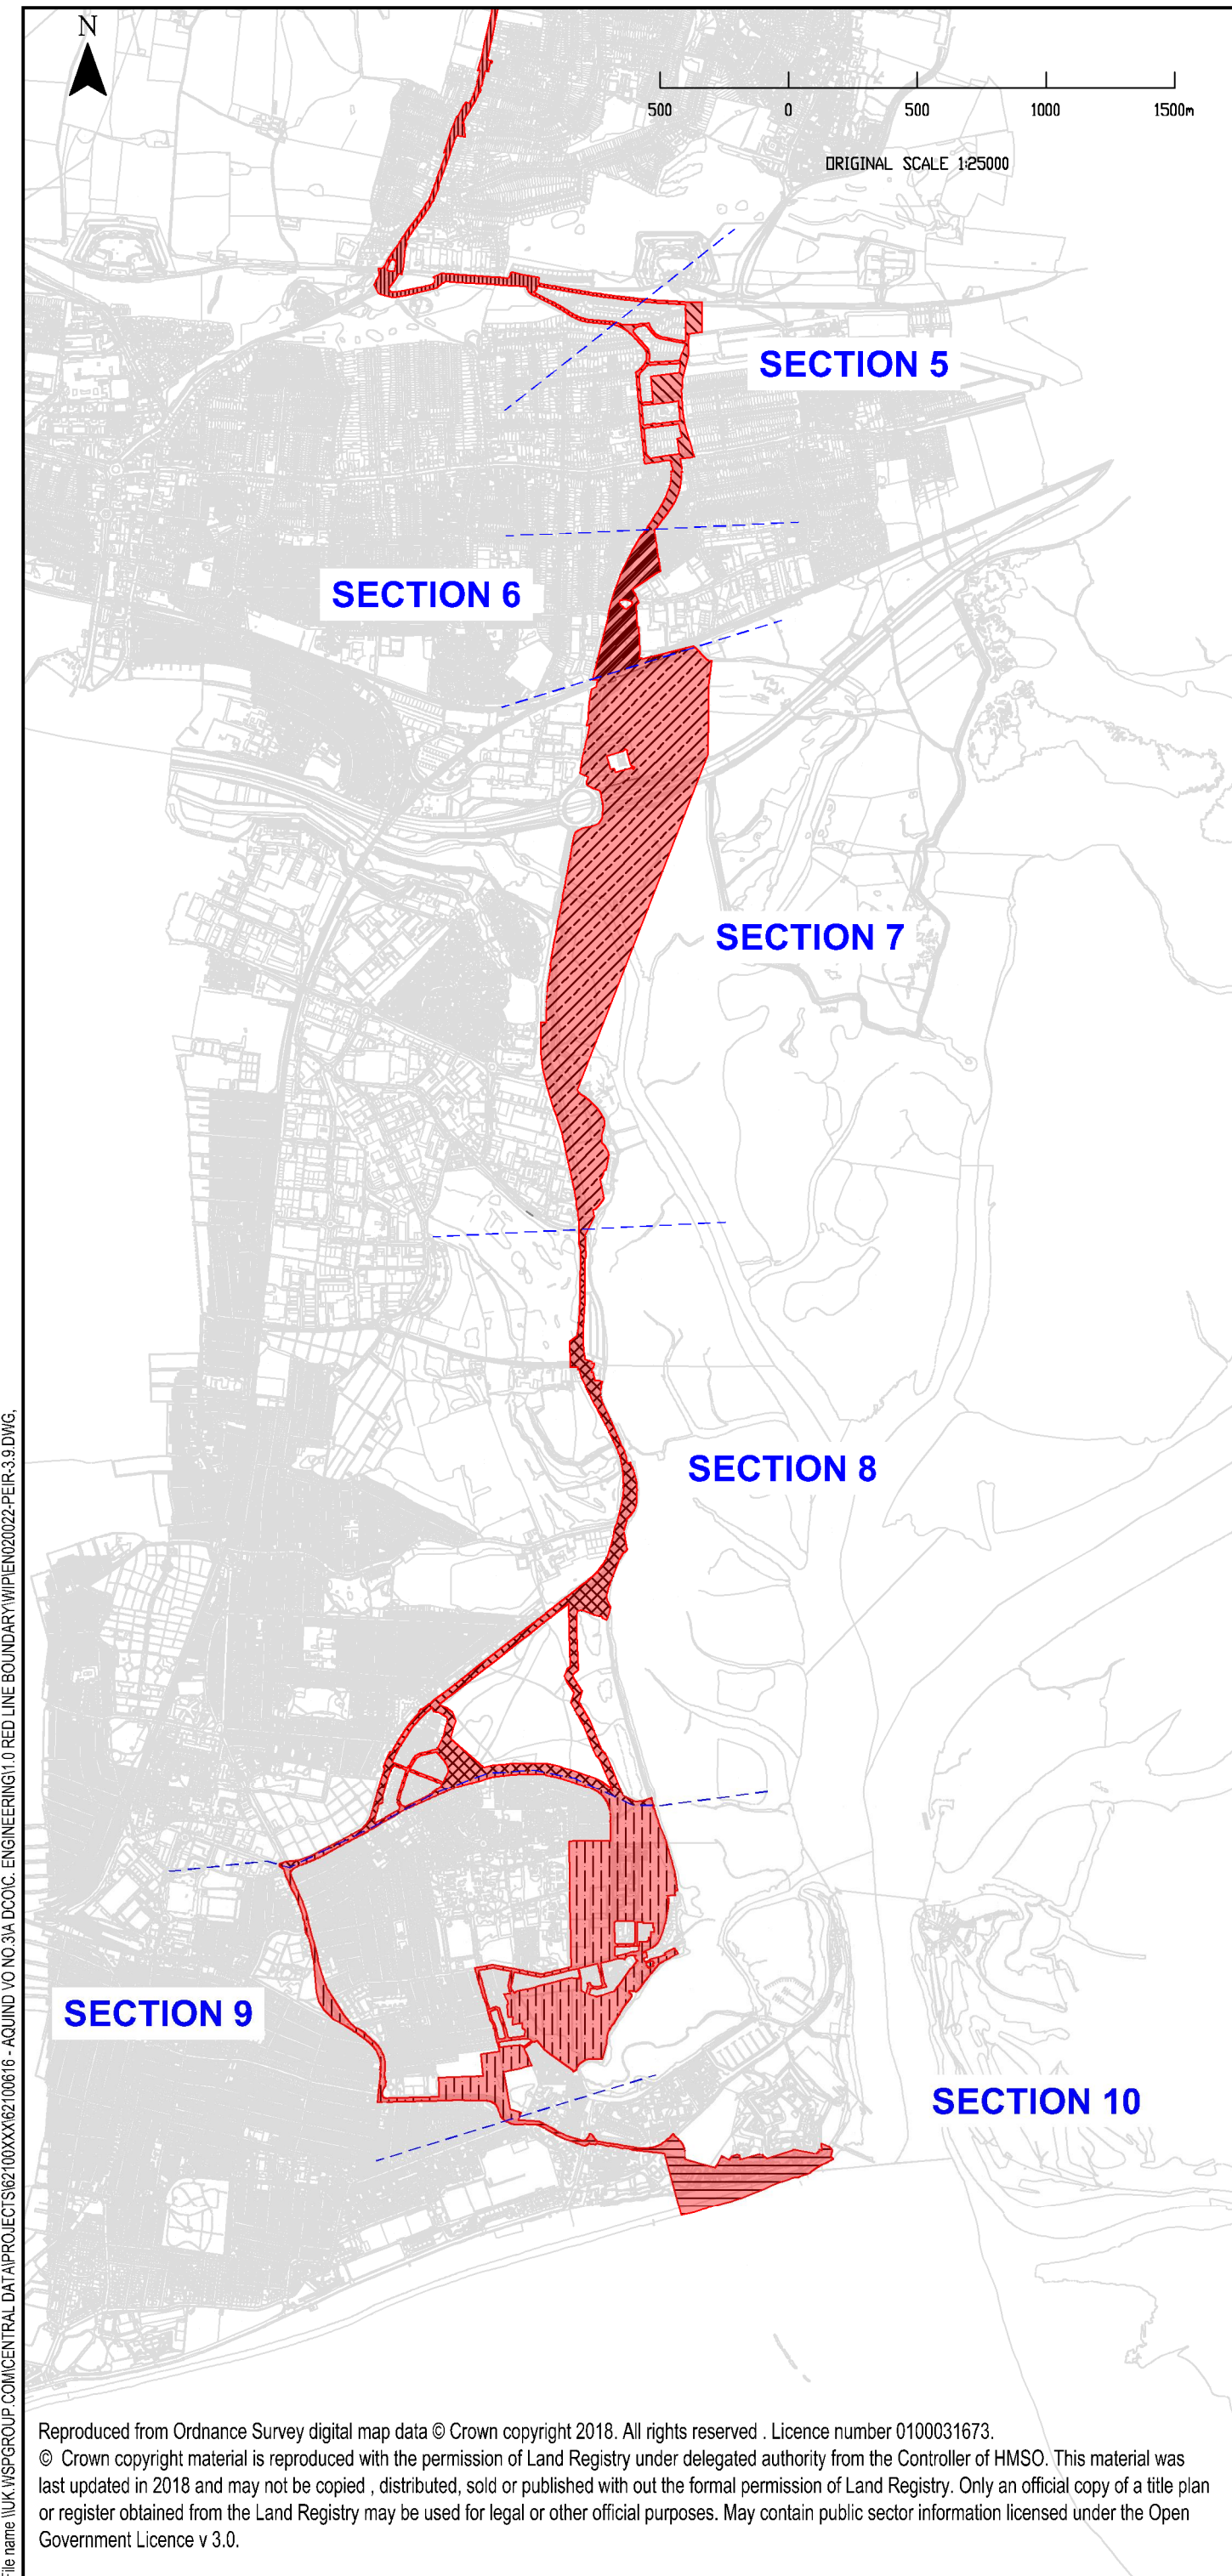 N
500 0 500 1000 1500m
ORIGINAL SCALE 1:25000
SECTION 5
SECTION 6
SECTION 7
SECTION 8
SECTION 9
SECTION 10
Reproduced from Ordnance Survey digital map data © Crown copyright 2018. All rights reserved . Licence number 0100031673.
© Crown copyright material is reproduced with the permission of Land Registry under delegated authority from the Controller of HMSO. This material was
last updated in 2018 and may not be copied , distributed, sold or published with out the formal permission of Land Registry. Only an official copy of a title plan
or register obtained from the Land Registry may be used for legal or other official purposes. May contain public sector information licensed under the Open
Government Licence v 3.0.
File name \\UK.WSPGROUP.COM\CENTRAL DATA\PROJECTS\62100XXX\62100616 - AQUIND VO NO.3\A DCO\C. ENGINEERING\1.0 RED LINE BOUNDARY\WIP\EN020022-PEIR-3.9.DWG,